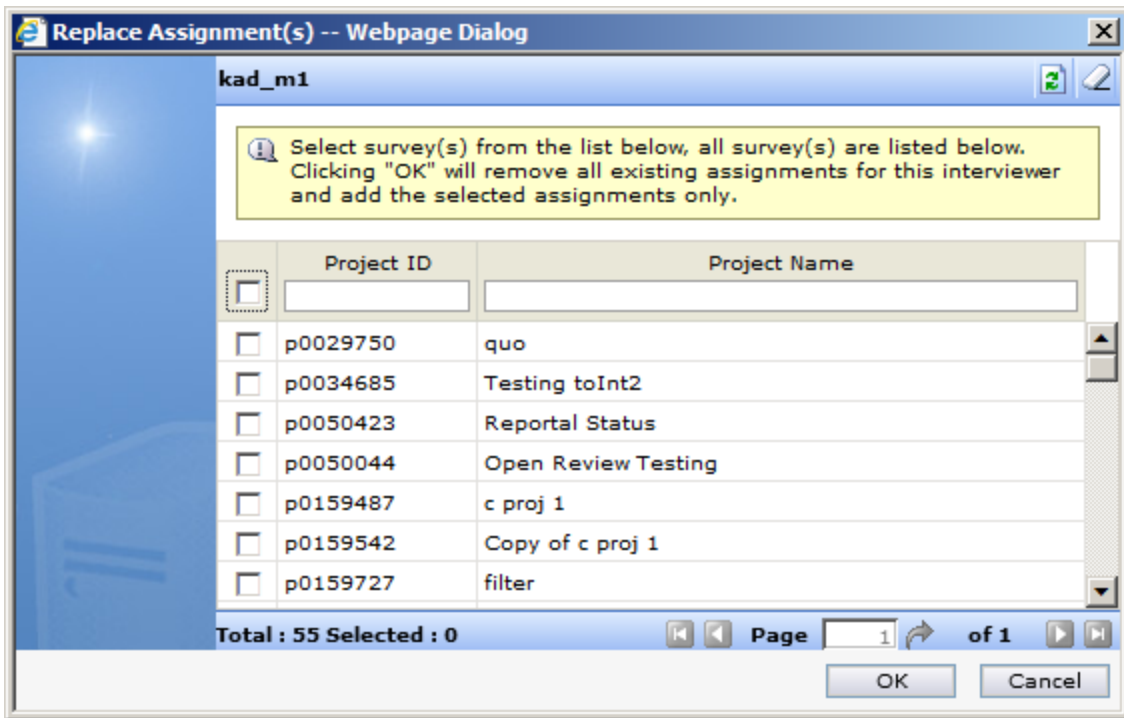 Replace Assignment(s) -- Webpage Dialog
kad_m1
Select survey(s) from the list below, all survey(s) are listed below.
Clicking "OK" will remove all existing assignments for this interviewer
and add the selected assignments only.
Project ID Project Name
p0029750 quo
p0034685 Testing toInt2
p0050423 Reportal Status
p0050044 Open Review Testing
p0159487 c proj 1
p0159542 Copy of c proj 1
p0159727 filter
Total : 55 Selected : 0 Page 1 of 1
OK Cancel